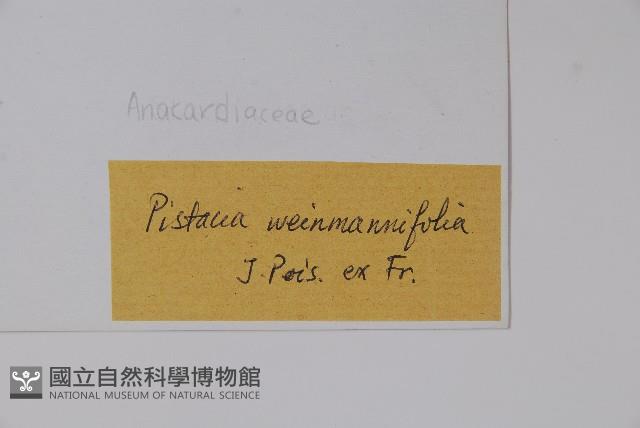 Anacardiaceae
Pistacia weinmannifolia
J. Pois. ex Fr.
國立自然科學博物館
NATIONAL MUSEUM OF NATURAL SCIENCE